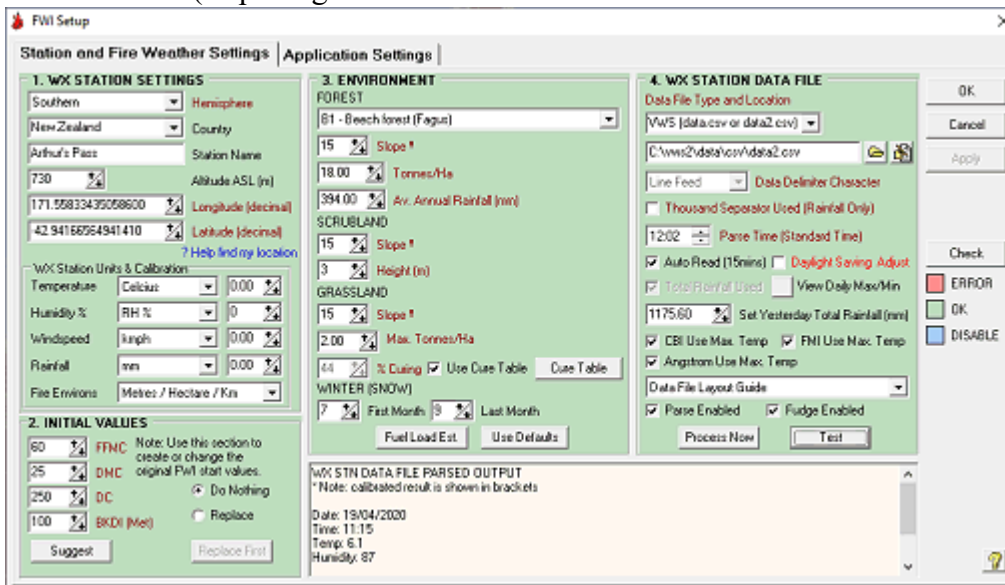 FWI Setup
Station and Fire Weather Settings
Application Settings
1. WX STATION SETTINGS
Southern
Hemisphere
New Zealand
Country
Arthur's Pass
Station Name
730
Altitude ASL (m)
171.55833435058600
Longitude (decimal)
-42.94166564941410
Latitude (decimal)
? Help find my location
WX Station Units & Calibration
Temperature
Celcius
0.00
Humidity %
RH %
0
Windspeed
kmph
0.00
Rainfall
mm
0.00
Fire Environs
Metres / Hectare / Km
2. INITIAL VALUES
60
FFMC
25
DMC
250
DC
100
BKDI (Met)
Note: Use this section to
create or change the
original FWI start values.
Do Nothing
Replace
Suggest
Replace First
3. ENVIRONMENT
FOREST
B1 - Beech forest (Fagus)
15
Slope °
18.00
Tonnes/Ha
394.00
Av. Annual Rainfall (mm)
SCRUBLAND
15
Slope °
3
Height (m)
GRASSLAND
15
Slope °
2.00
Max. Tonnes/Ha
44
% Curing
Use Cure Table
Cure Table
WINTER (SNOW)
7
First Month
9
Last Month
Fuel Load Est.
Use Defaults
4. WX STATION DATA FILE
Data File Type and Location
VWS (data.csv or data2.csv)
C:\vws2\data\csv\data2.csv
Line Feed
Data Delimiter Character
Thousand Separator Used (Rainfall Only)
12:02
Parse Time (Standard Time)
Auto Read (15mins)
Daylight Saving Adjust
Total Rainfall Used
View Daily Max/Min
1175.60
Set Yesterday Total Rainfall (mm)
CBI Use Max. Temp
FMI Use Max. Temp
Angstrom Use Max. Temp
Data File Layout Guide
Parse Enabled
Fudge Enabled
Process Now
Test
WX STN DATA FILE PARSED OUTPUT
*Note: calibrated result is shown in brackets
Date: 19/04/2020
Time: 11:15
Temp: 6.1
Humidity: 87
OK
Cancel
Apply
Check
ERROR
OK
DISABLE